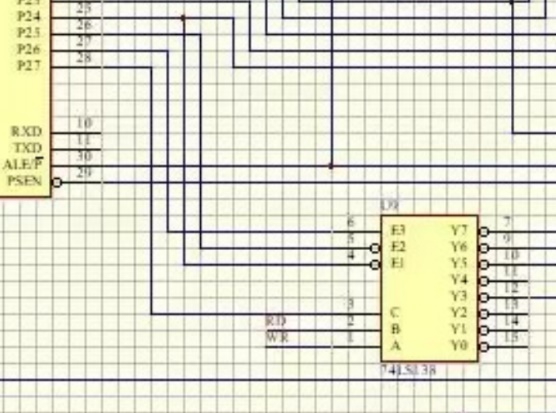 P24 25
P25 26
P26 27
P27 28
RXD 10
TXD 11
ALE/P 30
PSEN 29
U9
6 E3 Y7 7
5 E2 Y6 9
4 E1 Y5 10
Y4 11
Y3 12
3 C Y2 13
RD 2 B Y1 14
WR 1 A Y0 15
74LS138